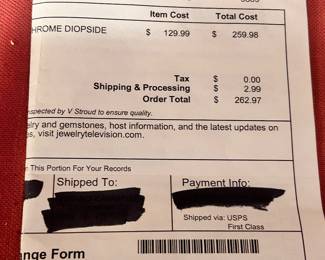 Item Cost Total Cost
HROME DIOPSIDE $ 129.99 $ 259.98
Tax $ 0.00
Shipping & Processing $ 2.99
Order Total $ 262.97
nspected by V Stroud to ensure quality.
elry and gemstones, host information, and the latest updates on
s, visit jewelrytelevision.com.
This Portion For Your Records
Shipped To: Payment Info:
Shipped via: USPS
First Class
ange Form